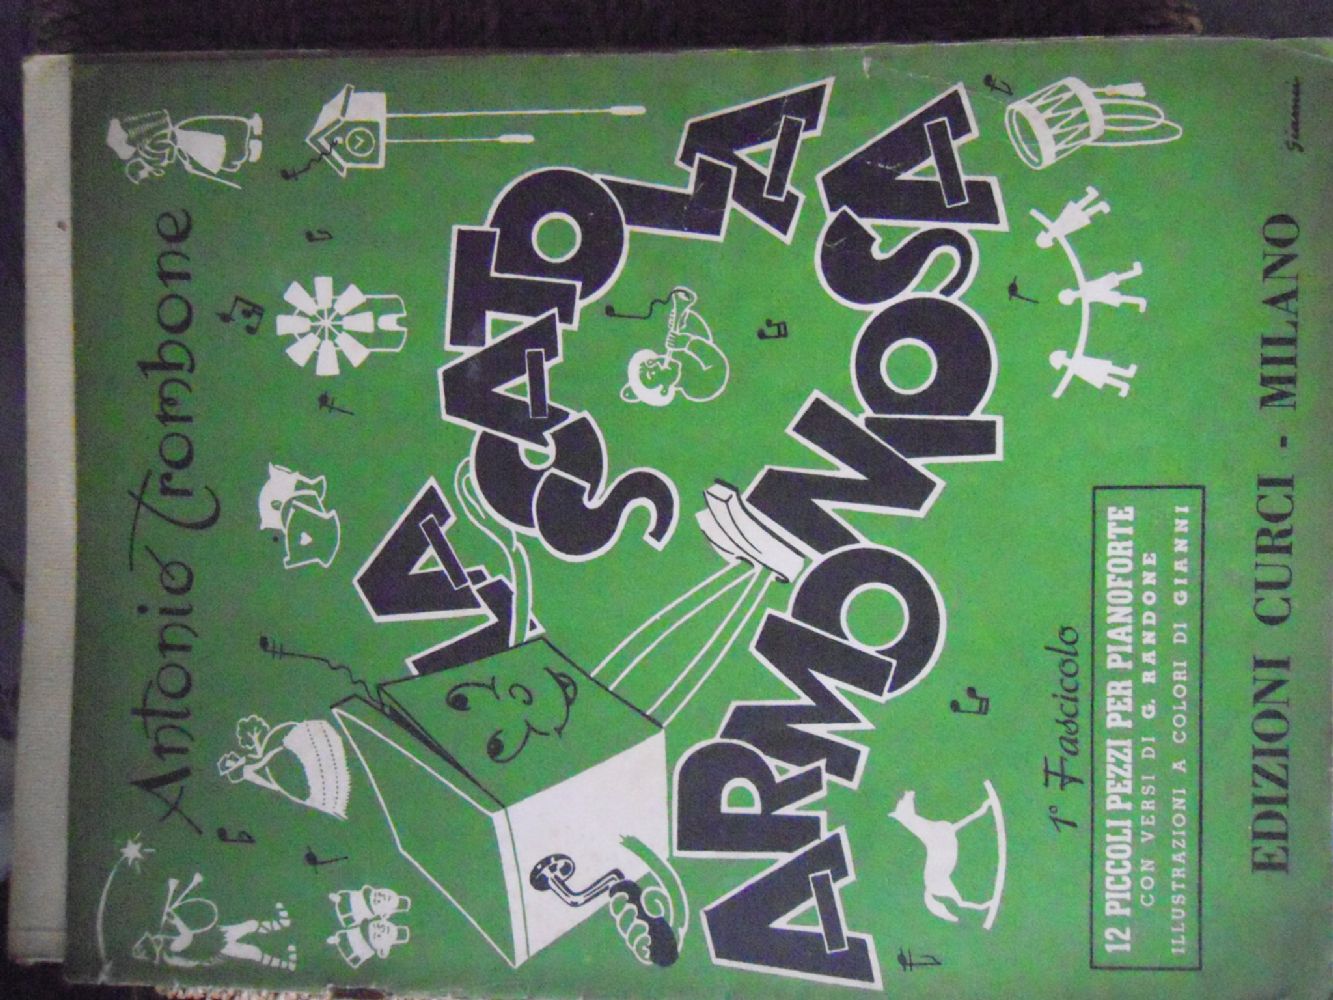 Antonio Trombone
LA SCATOLA
ARMONIOSA
1° Fascicolo
12 PICCOLI PEZZI PER PIANOFORTE
CON VERSI DI G. RANDONE
ILLUSTRAZIONI A COLORI DI GIANNI
EDIZIONI CURCI - MILANO
Gianni